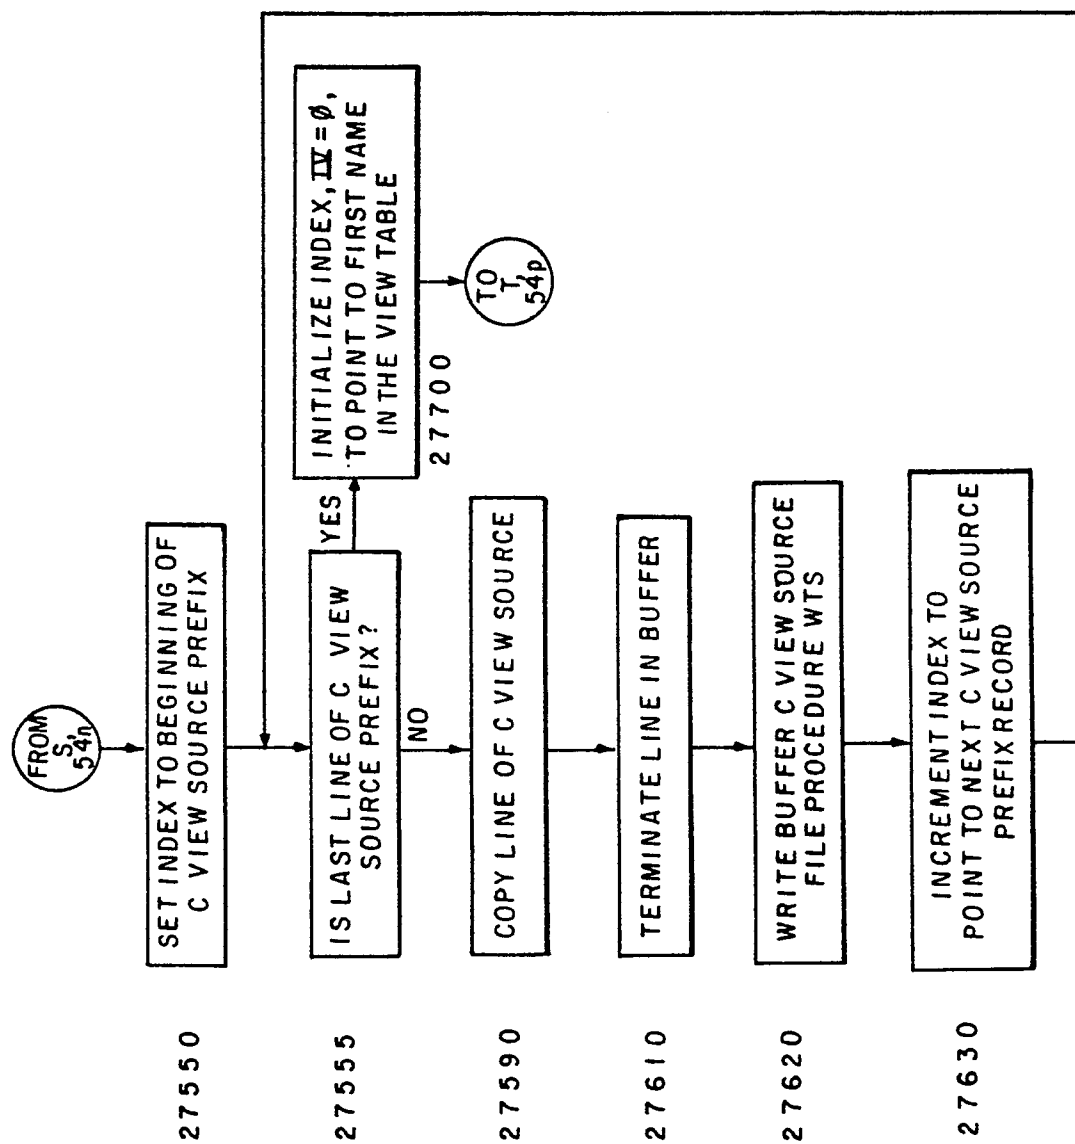 FROM
S,
54n
27550
SET INDEX TO BEGINNING OF
C VIEW SOURCE PREFIX
27555
IS LAST LINE OF C VIEW
SOURCE PREFIX?
YES
INITIALIZE INDEX, IV=Ø,
TO POINT TO FIRST NAME
IN THE VIEW TABLE
27700
TO
T,
54p
NO
27590
COPY LINE OF C VIEW SOURCE
27610
TERMINATE LINE IN BUFFER
27620
WRITE BUFFER C VIEW SOURCE
FILE PROCEDURE WTS
27630
INCREMENT INDEX TO
POINT TO NEXT C VIEW SOURCE
PREFIX RECORD